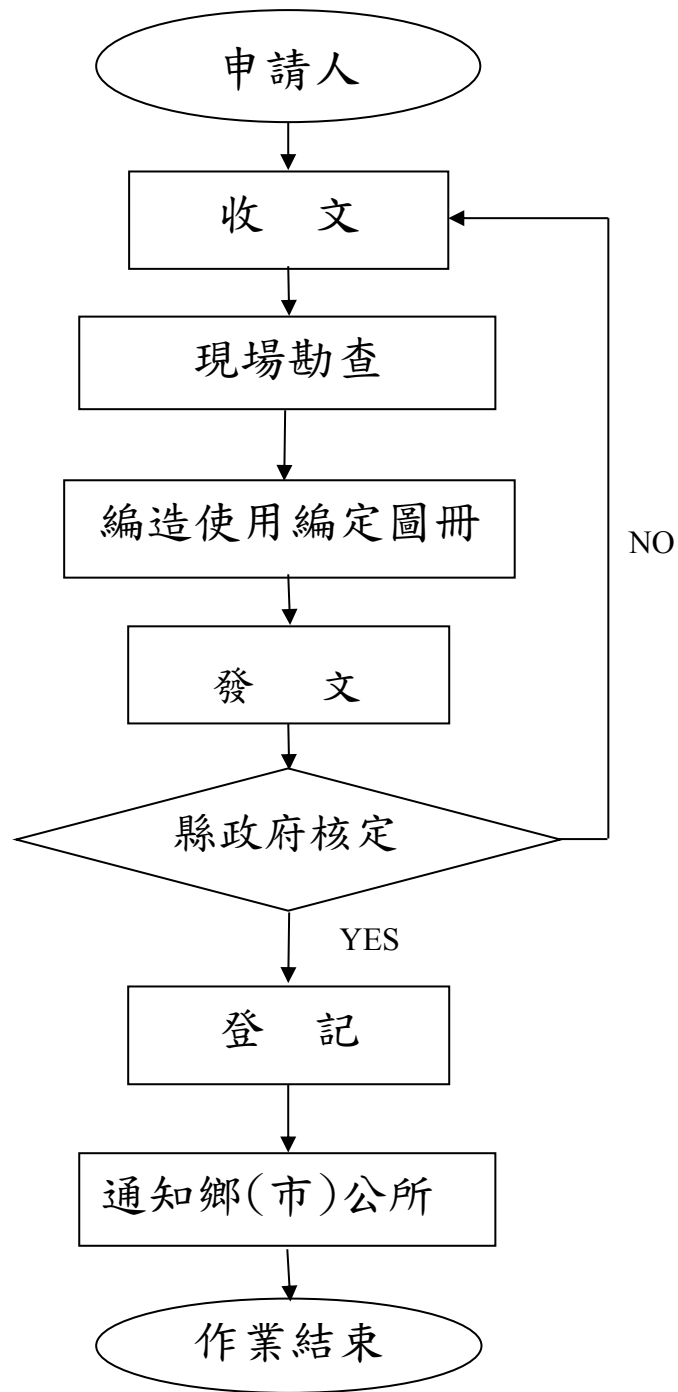 申請人
收 文
現場勘查
編造使用編定圖冊
NO
發 文
縣政府核定
YES
登 記
通知鄉(市)公所
作業結束